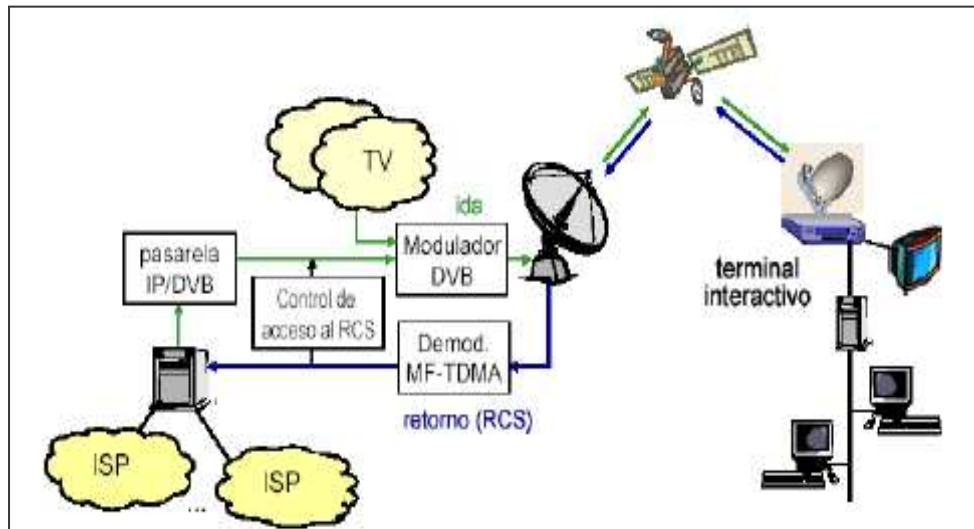 TV
ida
pasarela
IP/DVB
Modulador
DVB
Control de
acceso al RCS
Demod.
MF-TDMA
retorno (RCS)
ISP
...
ISP
terminal
interactivo